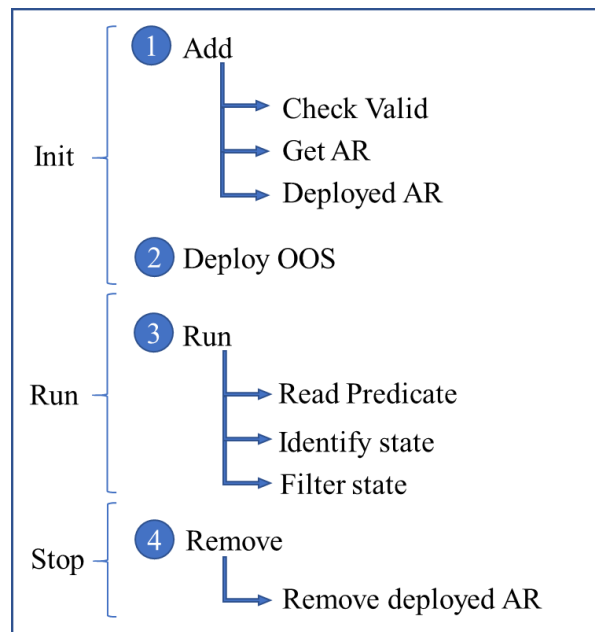 1 Add
Check Valid
Init
Get AR
Deployed AR
2 Deploy OOS
3 Run
Run
Read Predicate
Identify state
Filter state
4 Remove
Stop
Remove deployed AR